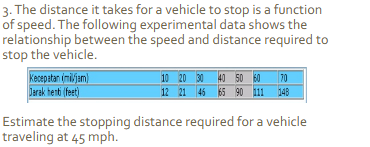 3. The distance it takes for a vehicle to stop is a function
of speed. The following experimental data shows the
relationship between the speed and distance required to
stop the vehicle.
Kecepatan (mil/jam) 10 20 30 40 50 60 70
Jarak henti (feet) 12 21 46 65 90 111 148
Estimate the stopping distance required for a vehicle
traveling at 45 mph.